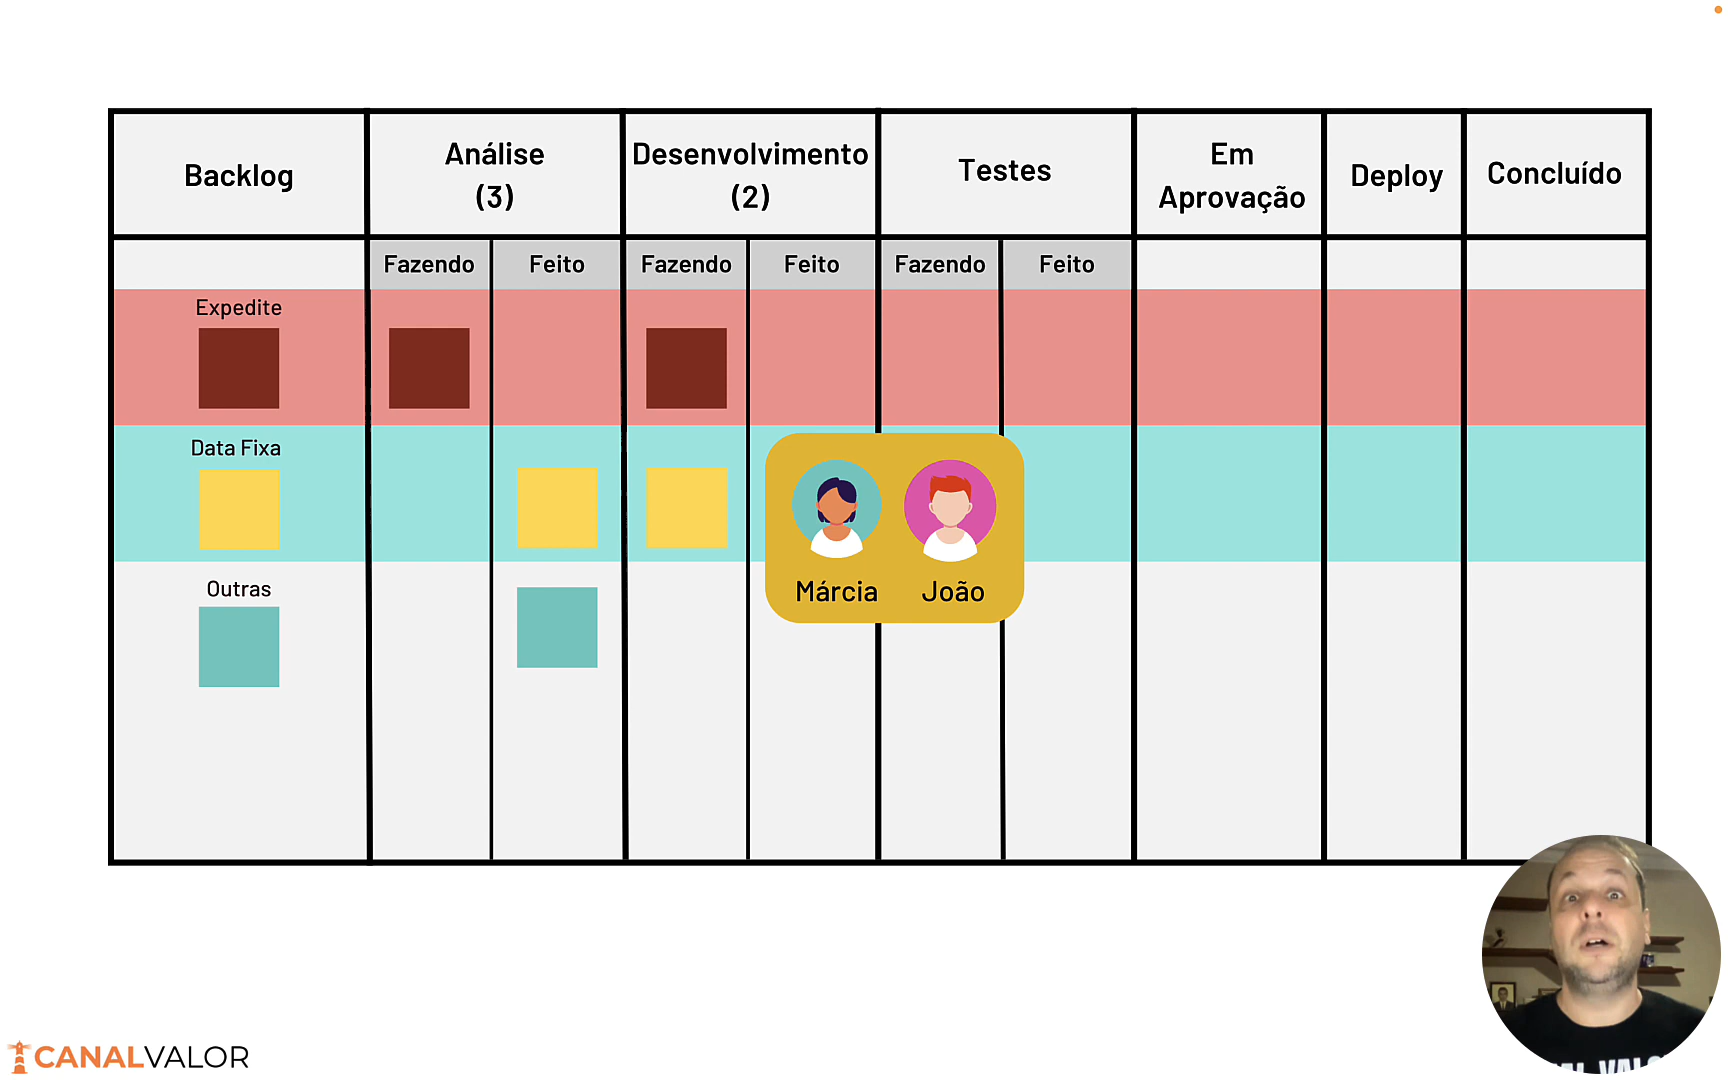 Backlog
Análise
(3)
Desenvolvimento
(2)
Testes
Em
Aprovação
Deploy
Concluído
Fazendo
Feito
Fazendo
Feito
Fazendo
Feito
Expedite
Data Fixa
Outras
Márcia
João
CANALVALOR